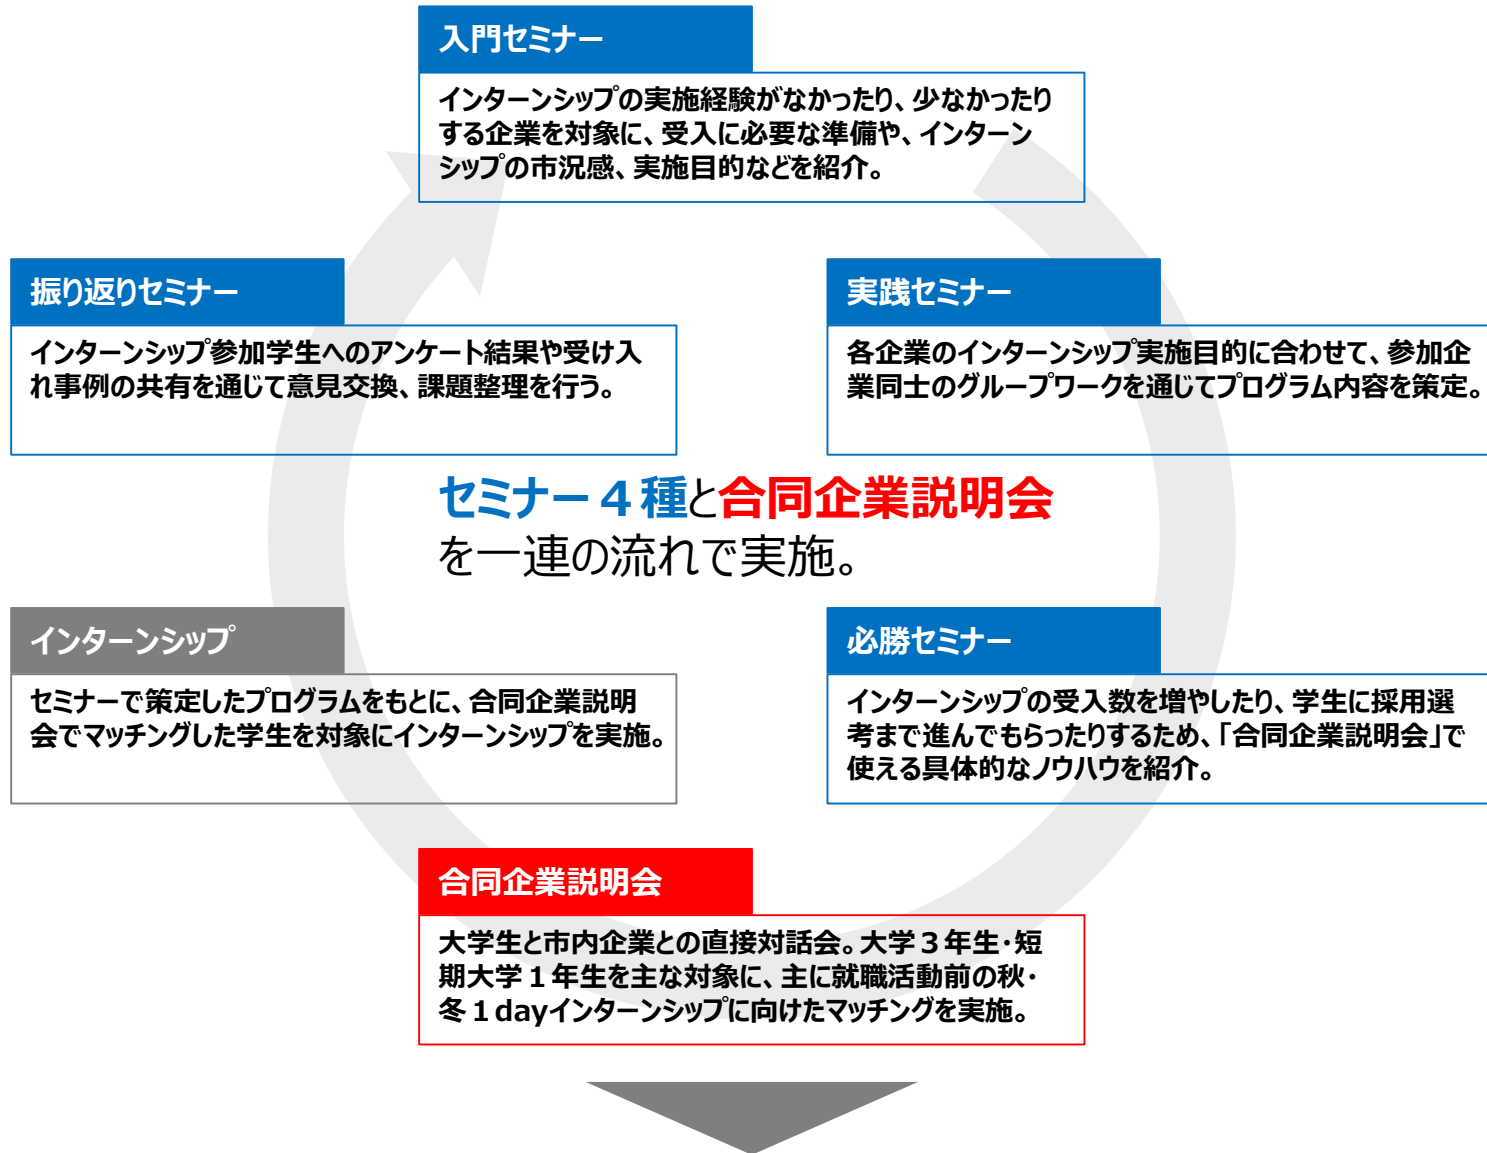 入門セミナー
インターンシップの実施経験がなかったり、少なかったり
する企業を対象に、受入に必要な準備や、インターン
シップの市況感、実施目的などを紹介。
振り返りセミナー
インターンシップ参加学生へのアンケート結果や受け入
れ事例の共有を通じて意見交換、課題整理を行う。
実践セミナー
各企業のインターンシップ実施目的に合わせて、参加企
業同士のグループワークを通じてプログラム内容を策定。
セミナー４種と合同企業説明会
を一連の流れで実施。
インターンシップ
セミナーで策定したプログラムをもとに、合同企業説明
会でマッチングした学生を対象にインターンシップを実施。
必勝セミナー
インターンシップの受入数を増やしたり、学生に採用選
考まで進んでもらったりするため、「合同企業説明会」で
使える具体的なノウハウを紹介。
合同企業説明会
大学生と市内企業との直接対話会。大学３年生・短
期大学１年生を主な対象に、主に就職活動前の秋・
冬１dayインターンシップに向けたマッチングを実施。